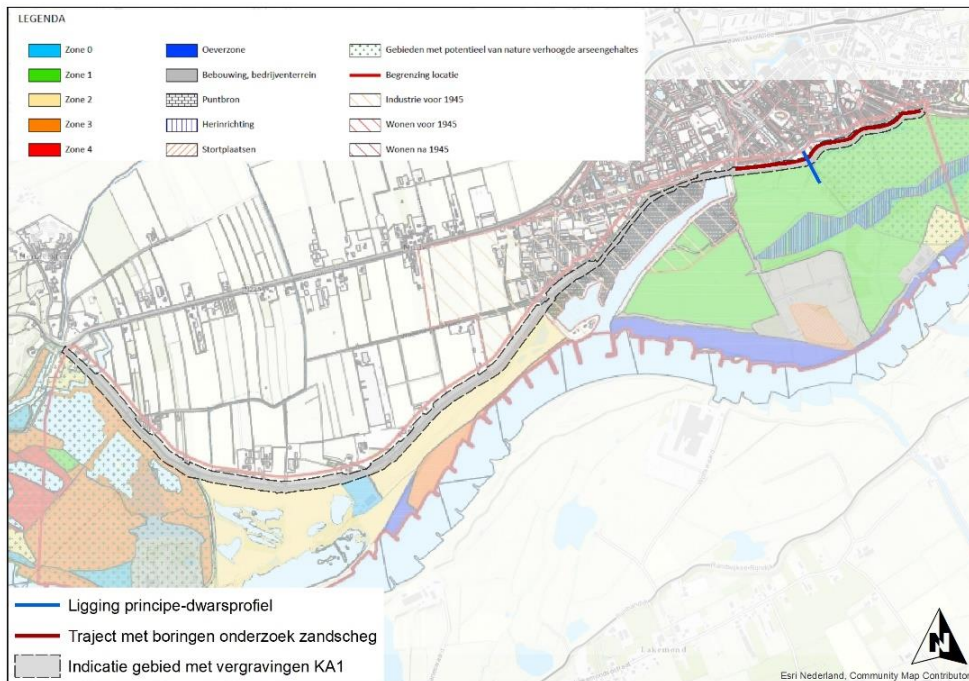 LEGENDA
Zone 0
Zone 1
Zone 2
Zone 3
Zone 4
Oeverzone
Bebouwing, bedrijventerrein
Puntbron
Herinrichting
Stortplaatsen
Gebieden met potentieel van nature verhoogde arseengehaltes
Begrenzing locatie
Industrie voor 1945
Wonen voor 1945
Wonen na 1945
Lakemond
Ligging principe-dwarsprofiel
Traject met boringen onderzoek zandscheg
Indicatie gebied met vergravingen KA1
N
Esri Nederland, Community Map Contributor